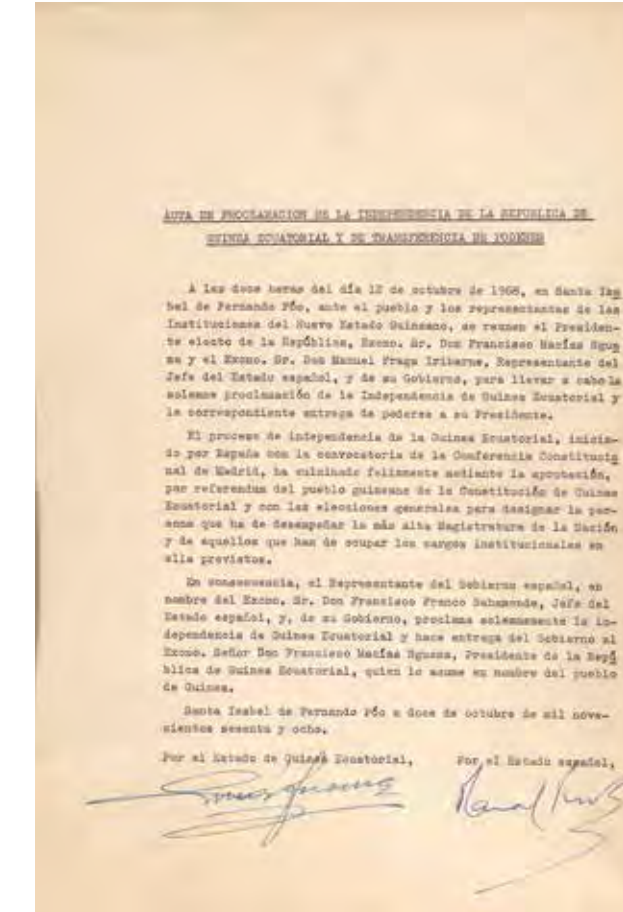 ACTA DE PROCLAMACION DE LA INDEPENDENCIA DE LA REPUBLICA DE
GUINEA ECUATORIAL Y DE TRANSFERENCIA DE PODERES
A las doce horas del día 12 de octubre de 1968, en Santa Isa
bel de Fernando Póo, ante el pueblo y los representantes de las
Instituciones del Nuevo Estado Guineano, se reunen el Presiden-
te electo de la República, Excmo. Sr. Don Francisco Macías Ngue
ma y el Excmo. Sr. Don Manuel Fraga Iribarne, Representante del
Jefe del Estado español, y de su Gobierno, para llevar a cabo la
solemne proclamación de la Independencia de Guinea Ecuatorial y
la correspondiente entrega de poderes a su Presidente.
El proceso de independencia de la Guinea Ecuatorial, inicia-
do por España con la convocatoria de la Conferencia Constitucio
nal de Madrid, ha culminado felizmente mediante la aprobación,
por referendum del pueblo guineano de la Constitución de Guinea
Ecuatorial y con las elecciones generales para designar la per-
sona que ha de desempeñar la más alta Magistratura de la Nación
y de aquellos que han de ocupar los cargos institucionales en
ella previstos.
En consecuencia, el Representante del Gobierno español, en
nombre del Excmo. Sr. Don Francisco Franco Bahamonde, Jefe del
Estado español, y, de su Gobierno, proclama solemnemente la in-
dependencia de Guinea Ecuatorial y hace entrega del Gobierno al
Excmo. Señor Don Francisco Macías Nguema, Presidente de la Repú
blica de Guinea Ecuatorial, quien lo asume en nombre del pueblo
de Guinea.
Santa Isabel de Fernando Póo a doce de octubre de mil nove-
cientos sesenta y ocho.
Por el Estado de Guinea Ecuatorial, Por el Estado español,